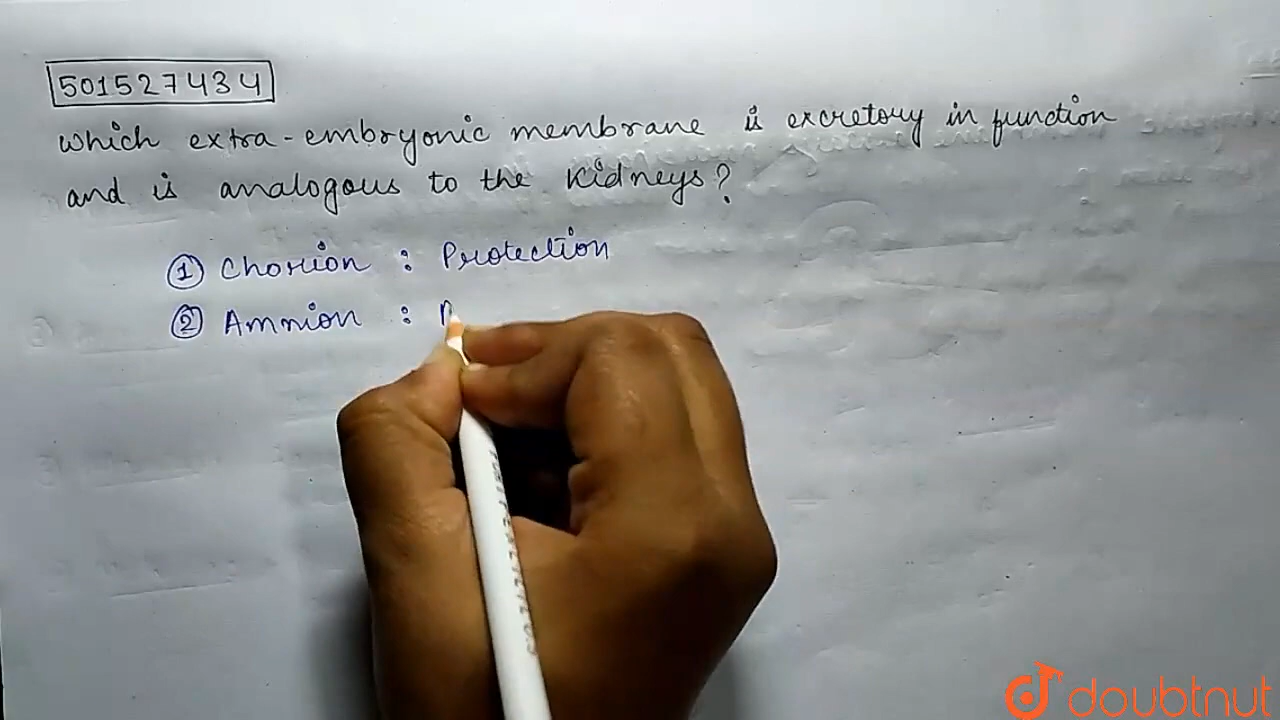 501527434
Which extra-embryonic membrane is excretory in function
and is analogous to the kidneys?
① Chorion : Protection
② Amnion :
doubtnut